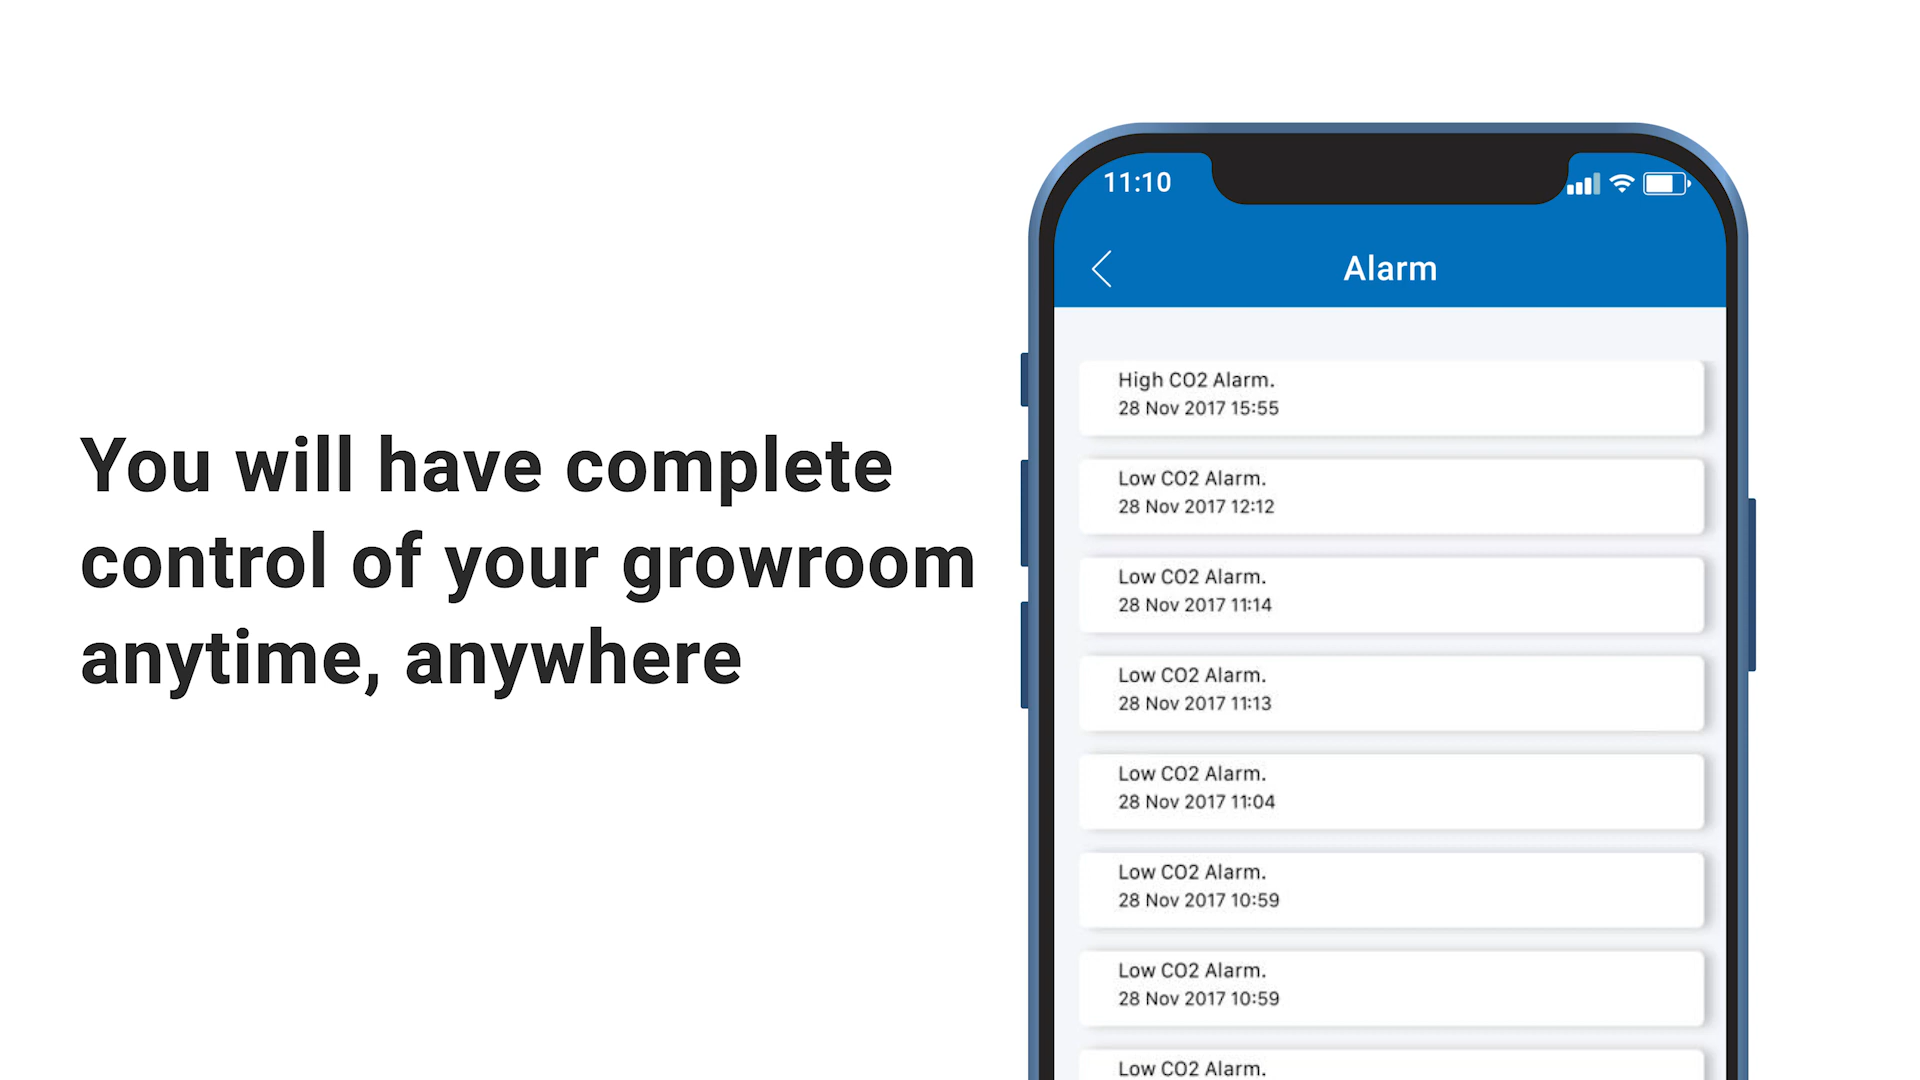 You will have complete
control of your growroom
anytime, anywhere
11:10
Alarm
High CO2 Alarm.
28 Nov 2017 15:55
Low CO2 Alarm.
28 Nov 2017 12:12
Low CO2 Alarm.
28 Nov 2017 11:14
Low CO2 Alarm.
28 Nov 2017 11:13
Low CO2 Alarm.
28 Nov 2017 11:04
Low CO2 Alarm.
28 Nov 2017 10:59
Low CO2 Alarm.
28 Nov 2017 10:59
Low CO2 Alarm.